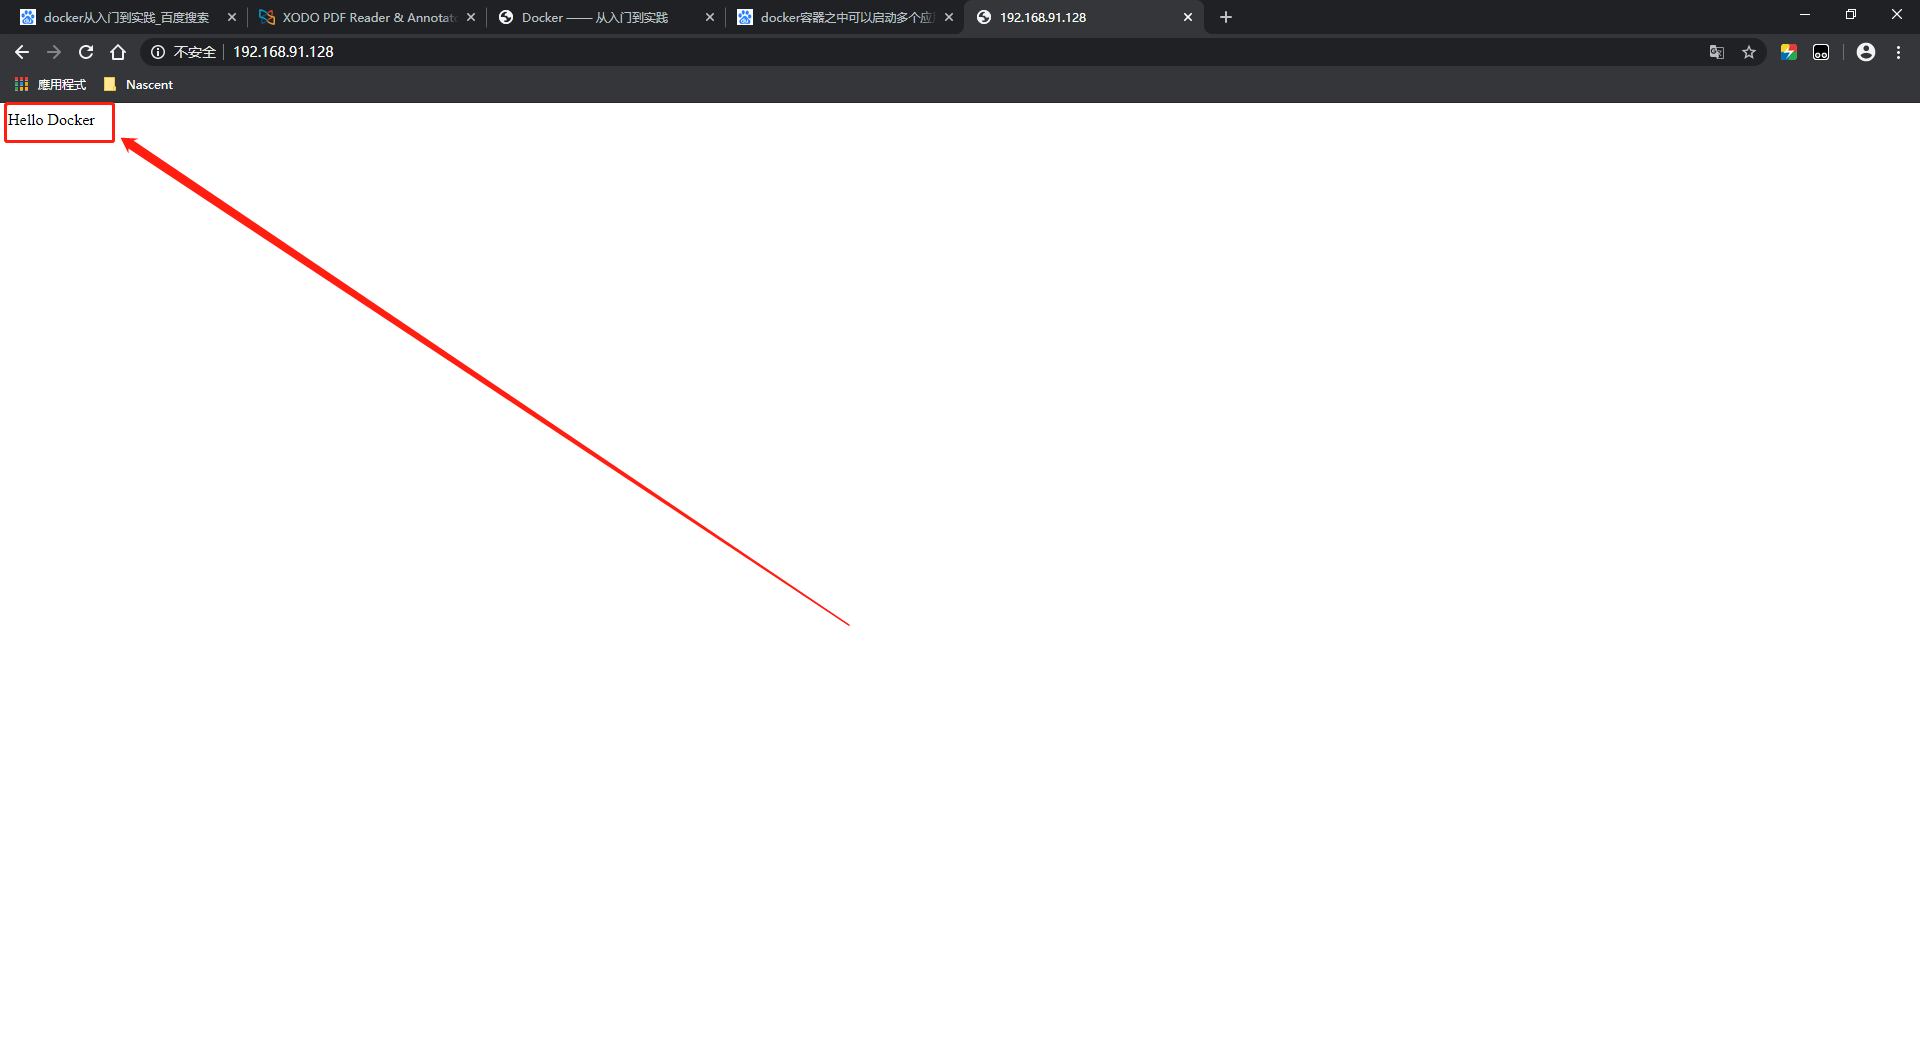 docker从入门到实践_百度搜索
XODO PDF Reader & Annotat
Docker —— 从入门到实践
docker容器之中可以启动多个应
192.168.91.128
不安全 192.168.91.128
應用程式 Nascent
Hello Docker